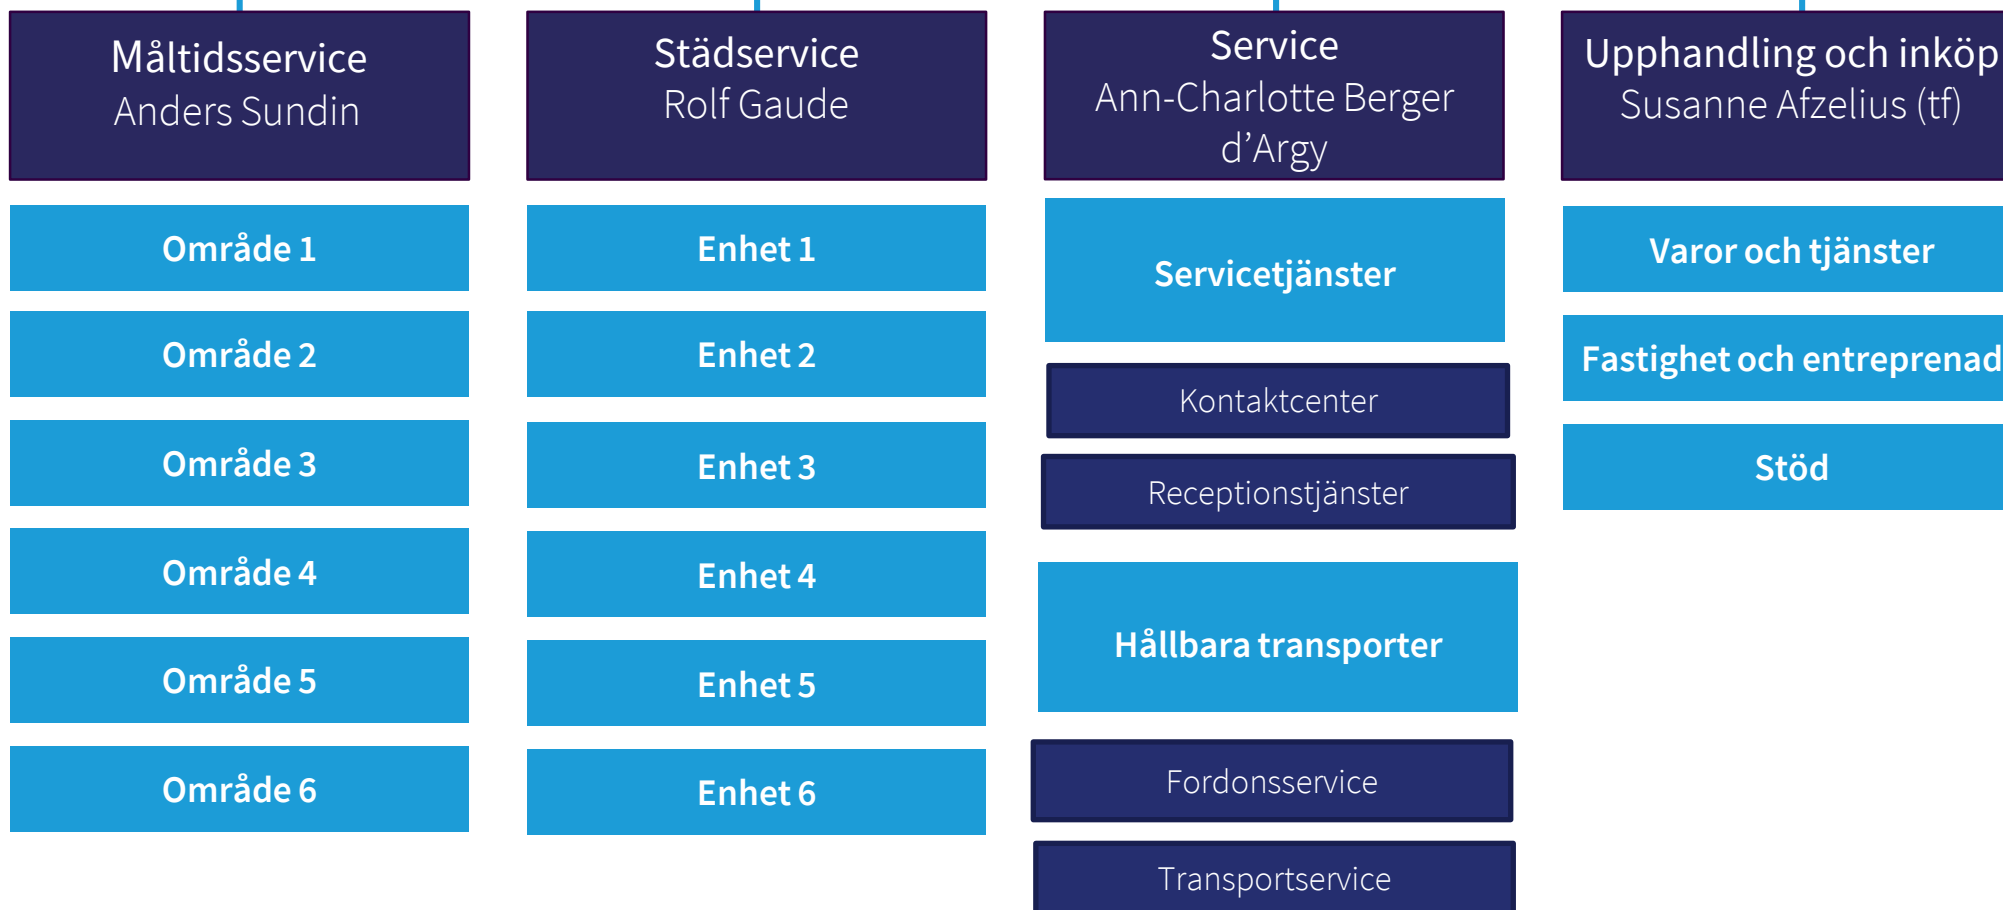 Måltidsservice
Anders Sundin
Område 1
Område 2
Område 3
Område 4
Område 5
Område 6
Städservice
Rolf Gaude
Enhet 1
Enhet 2
Enhet 3
Enhet 4
Enhet 5
Enhet 6
Service
Ann-Charlotte Berger
d’Argy
Servicetjänster
Kontaktcenter
Receptionstjänster
Hållbara transporter
Fordonsservice
Transportservice
Upphandling och inköp
Susanne Afzelius (tf)
Varor och tjänster
Fastighet och entreprenad
Stöd